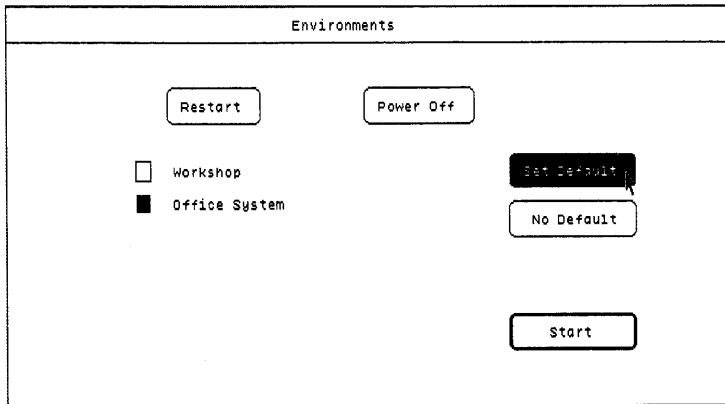 Environments
Restart
Power Off
Workshop
Set Default
Office System
No Default
Start